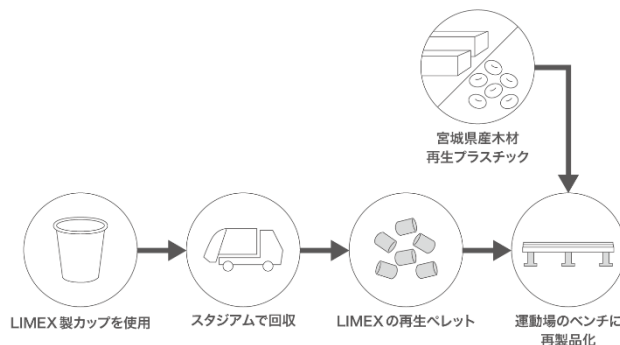 宮城県産木材
再生プラスチック
LIMEX製カップを使用
スタジアムで回収
LIMEXの再生ペレット
運動場のベンチに
再製品化